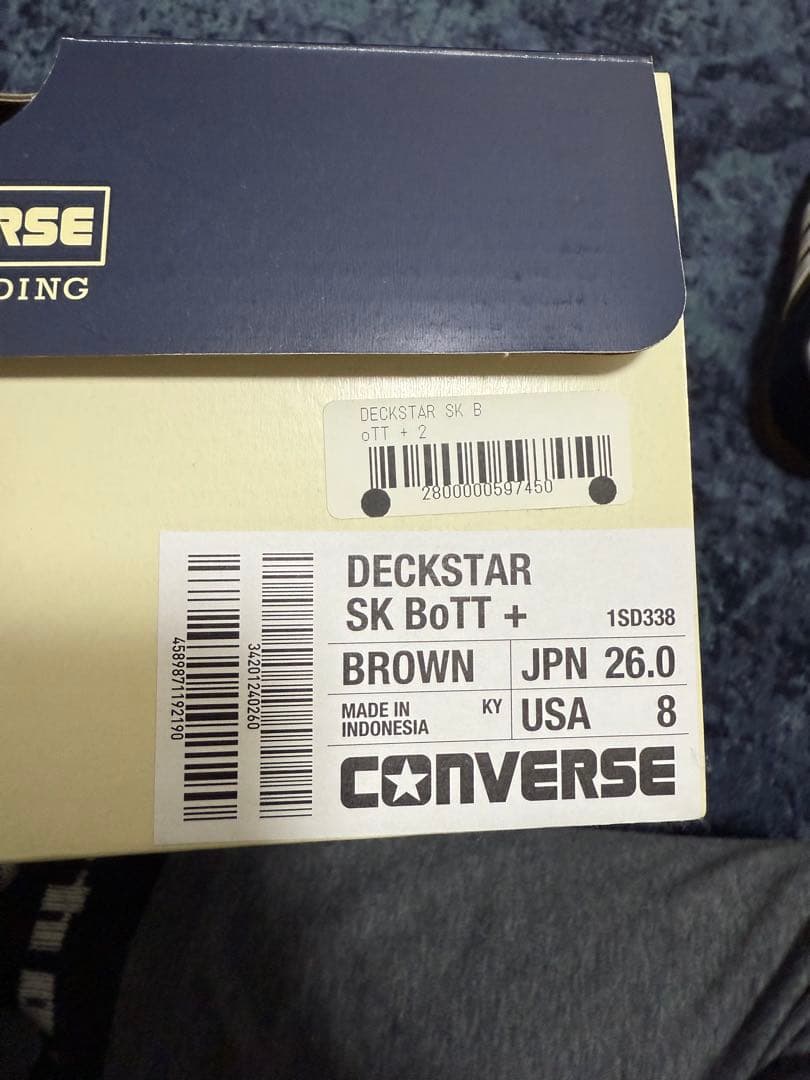 RSE
DING
DECKSTAR SK B
oTT + 2
2800000597450
4589871192190
34201240260
DECKSTAR
SK BoTT +
1SD338
BROWN
JPN 26.0
MADE IN
INDONESIA
KY
USA 8
CONVERSE